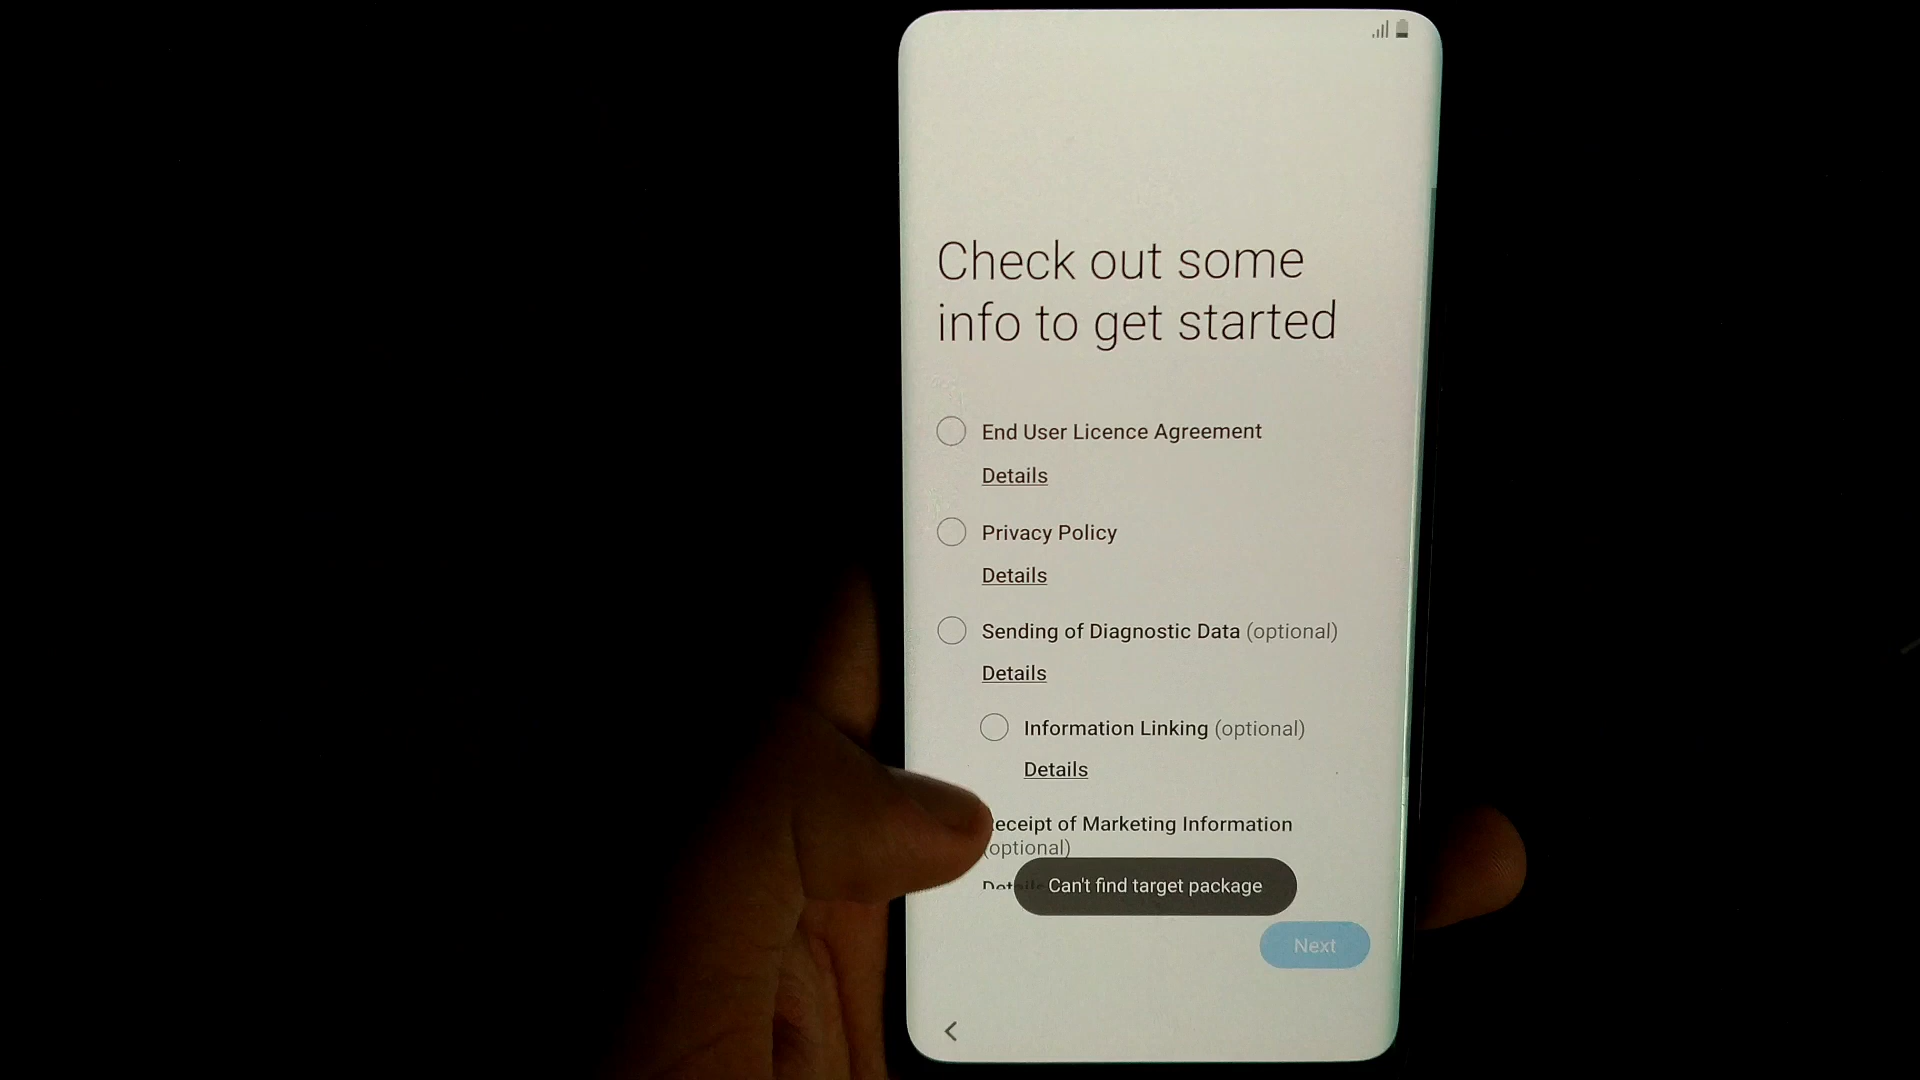 Check out some
info to get started
End User Licence Agreement
Details
Privacy Policy
Details
Sending of Diagnostic Data (optional)
Details
Information Linking (optional)
Details
eceipt of Marketing Information
(optional)
Details
Can't find target package
Next